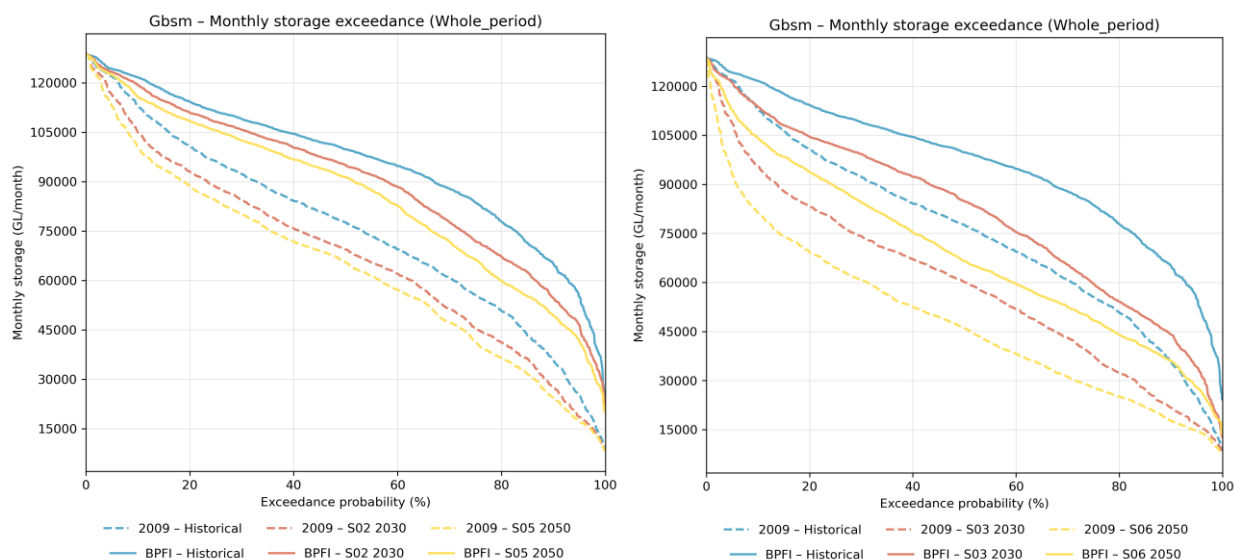 Gbsm – Monthly storage exceedance (Whole_period)
Monthly storage (GL/month)
120000
105000
90000
75000
60000
45000
30000
15000
0
20
40
60
80
100
Exceedance probability (%)
2009 – Historical
2009 – S02 2030
2009 – S05 2050
BPFI – Historical
BPFI – S02 2030
BPFI – S05 2050
Gbsm – Monthly storage exceedance (Whole_period)
Monthly storage (GL/month)
120000
105000
90000
75000
60000
45000
30000
15000
0
20
40
60
80
100
Exceedance probability (%)
2009 – Historical
2009 – S03 2030
2009 – S06 2050
BPFI – Historical
BPFI – S03 2030
BPFI – S06 2050